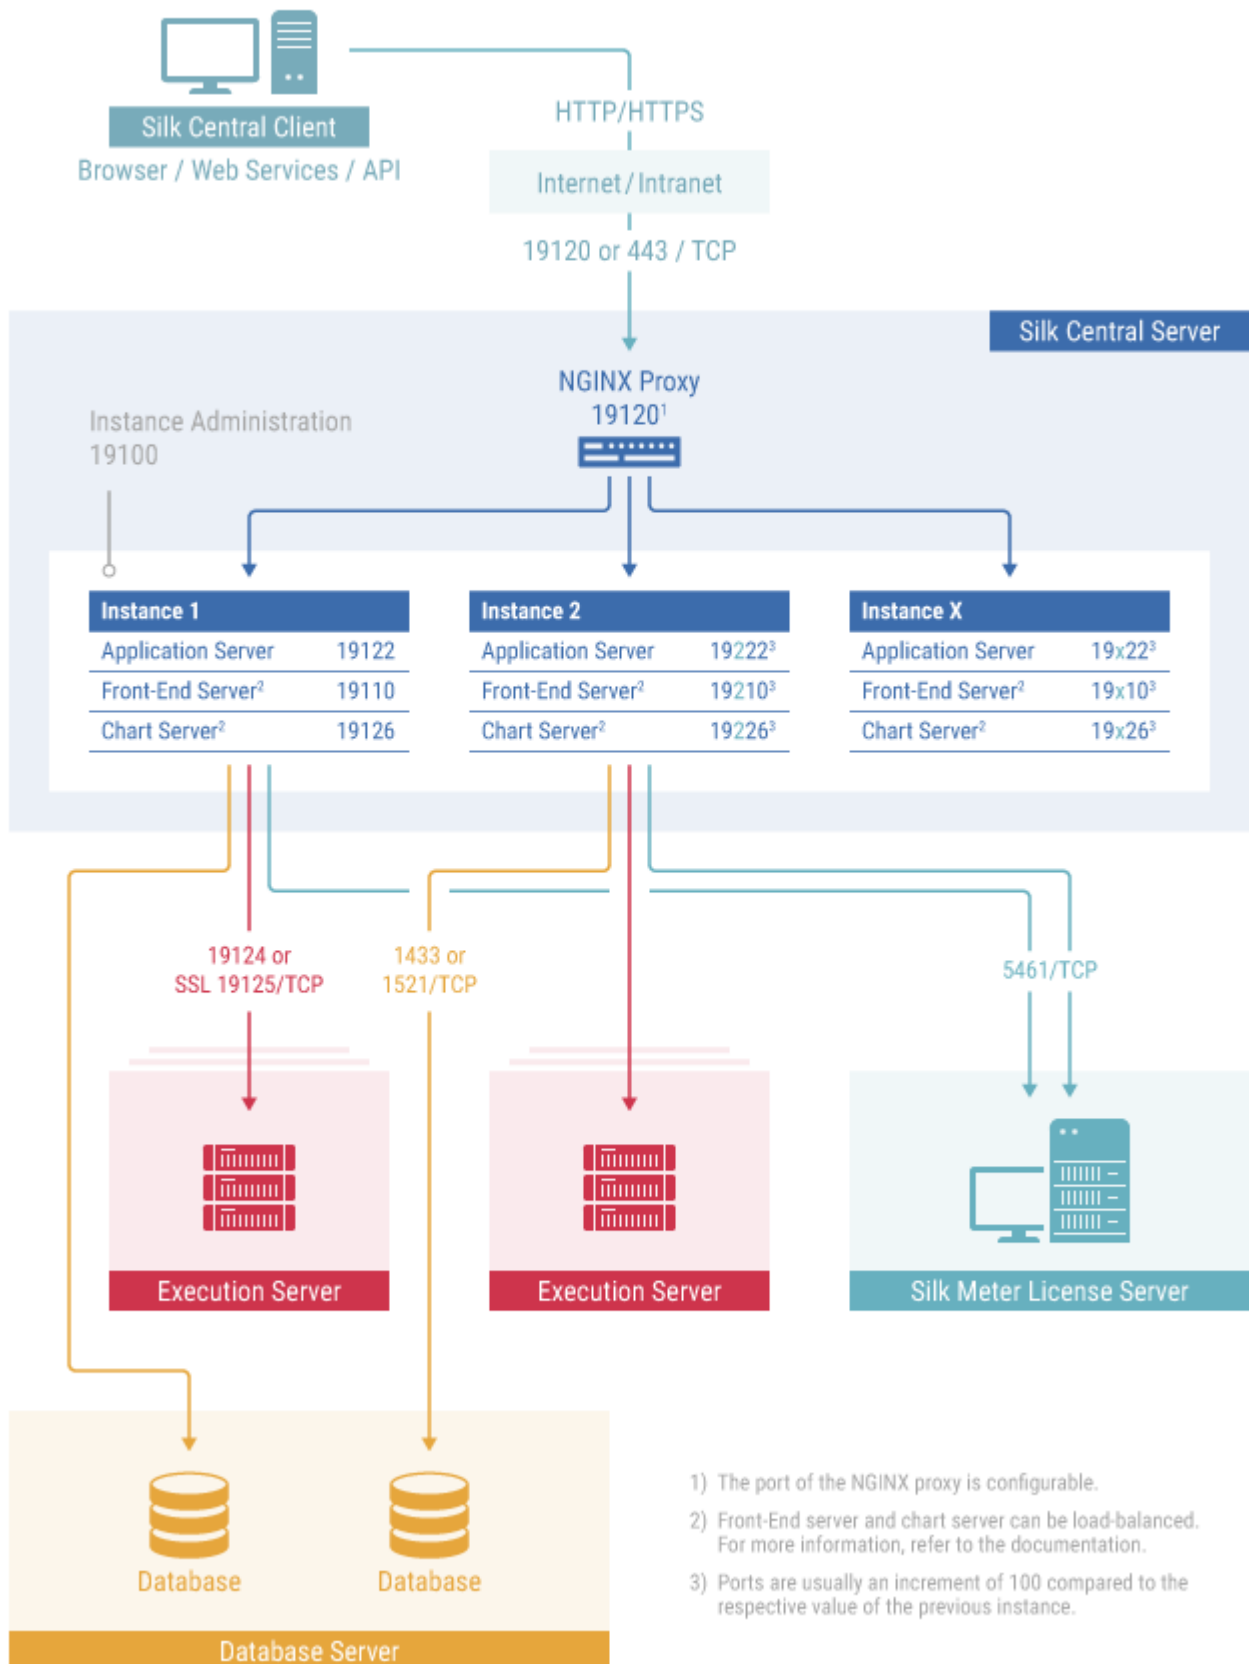 Silk Central Client
Browser / Web Services / API
HTTP/HTTPS
Internet/Intranet
19120 or 443 / TCP
Silk Central Server
NGINX Proxy
19120¹
Instance Administration
19100
Instance 1
Application Server 19122
Front-End Server² 19110
Chart Server² 19126
Instance 2
Application Server 19222³
Front-End Server² 19210³
Chart Server² 19226³
Instance X
Application Server 19x22³
Front-End Server² 19x10³
Chart Server² 19x26³
19124 or
SSL 19125/TCP
1433 or
1521/TCP
5461/TCP
Execution Server
Execution Server
Silk Meter License Server
Database
Database
Database Server
1) The port of the NGINX proxy is configurable.
2) Front-End server and chart server can be load-balanced.
For more information, refer to the documentation.
3) Ports are usually an increment of 100 compared to the
respective value of the previous instance.